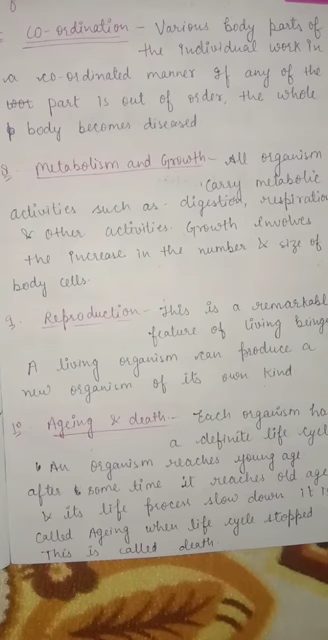 Co-ordination - Various body parts of
the individual work in
a co-ordinated manner If any of the
part is out of order, the whole
body becomes diseased
8. Metabolism and Growth - All organism
carry metabolic
activities such as digestion, respiration
& other activities. Growth involves
the increase in the number & size of
body cells.
9. Reproduction - This is a remarkable
feature of living beings
A living organism can produce a
new organism of its own kind
10 Ageing & death - Each organism ha
a definite life cycl
An organism reaches young age
after some time it reaches old age
& its life process slow down it i
called Ageing when life cycle stopped
This is called death.